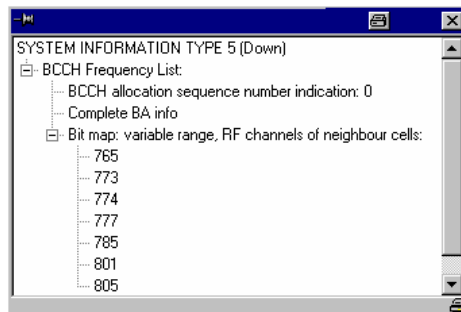 SYSTEM INFORMATION TYPE 5 (Down)
BCCH Frequency List:
BCCH allocation sequence number indication: 0
Complete BA info
Bit map: variable range, RF channels of neighbour cells:
765
773
774
777
785
801
805